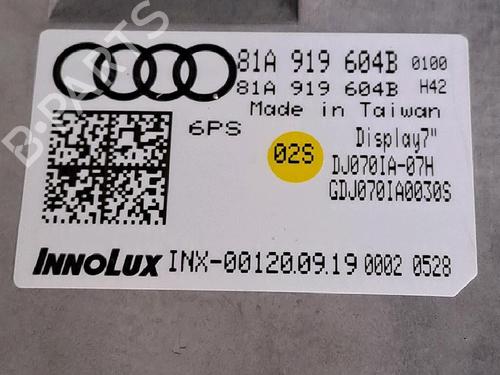 81A 919 604B 0100
81A 919 604B H42
Made in Taiwan
6PS
02S
Display7"
DJ070IA-07H
GDJ070IA0030S
INNOLUX INX-00120.09.19 0002 0528
B-PARTS